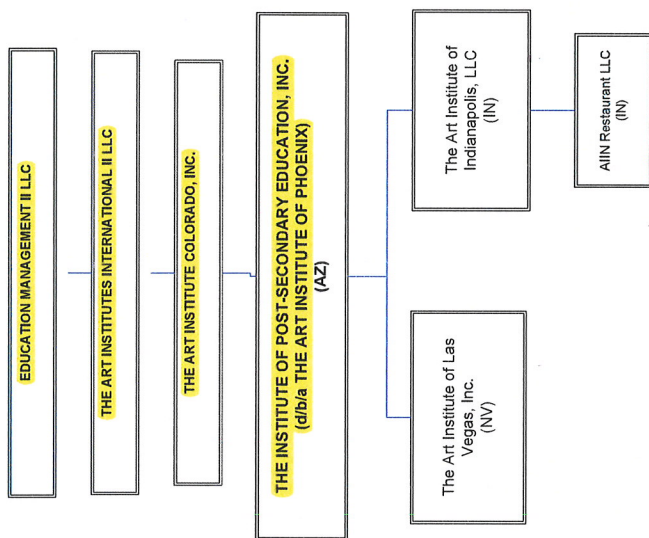 EDUCATION MANAGEMENT II LLC
THE ART INSTITUTES INTERNATIONAL II LLC
THE ART INSTITUTE COLORADO, INC.
THE INSTITUTE OF POST-SECONDARY EDUCATION, INC.
(d/b/a THE ART INSTITUTE OF PHOENIX)
(AZ)
The Art Institute of Las
Vegas, Inc.
(NV)
The Art Institute of
Indianapolis, LLC
(IN)
AIIN Restaurant LLC
(IN)